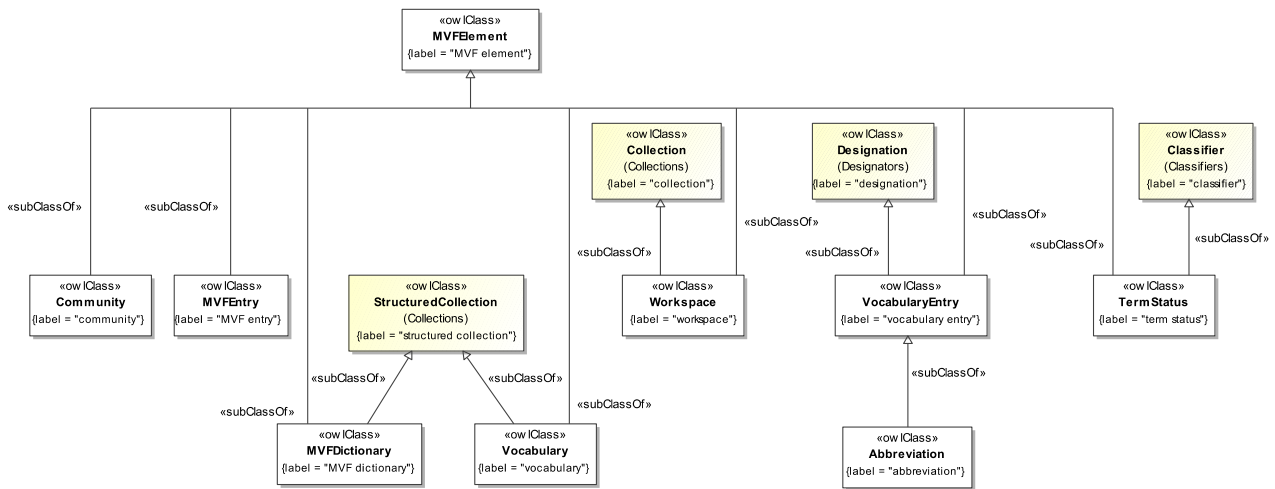 «owlClass»
MVFElement
{label = "MVF element"}
«owlClass»
Collection
(Collections)
{label = "collection"}
«owlClass»
Designation
(Designators)
{label = "designation"}
«owlClass»
Classifier
(Classifiers)
{label = "classifier"}
«subClassOf»
«subClassOf»
«subClassOf»
«subClassOf»
«subClassOf»
«subClassOf»
«subClassOf»
«subClassOf»
«owlClass»
Community
{label = "community"}
«owlClass»
MVFEntry
{label = "MVF entry"}
«owlClass»
StructuredCollection
(Collections)
{label = "structured collection"}
«owlClass»
Workspace
{label = "workspace"}
«owlClass»
VocabularyEntry
{label = "vocabulary entry"}
«owlClass»
TermStatus
{label = "term status"}
«subClassOf»
«subClassOf»
«subClassOf»
«subClassOf»
«subClassOf»
«owlClass»
MVFDictionary
{label = "MVF dictionary"}
«owlClass»
Vocabulary
{label = "vocabulary"}
«owlClass»
Abbreviation
{label = "abbreviation"}